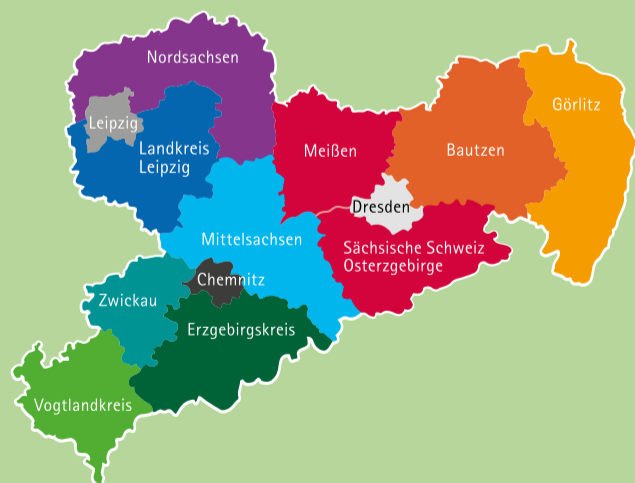 Nordsachsen
Görlitz
Leipzig
Landkreis
Leipzig
Meißen
Bautzen
Dresden
Mittelsachsen
Sächsische Schweiz
Osterzgebirge
Chemnitz
Zwickau
Erzgebirgskreis
Vogtlandkreis